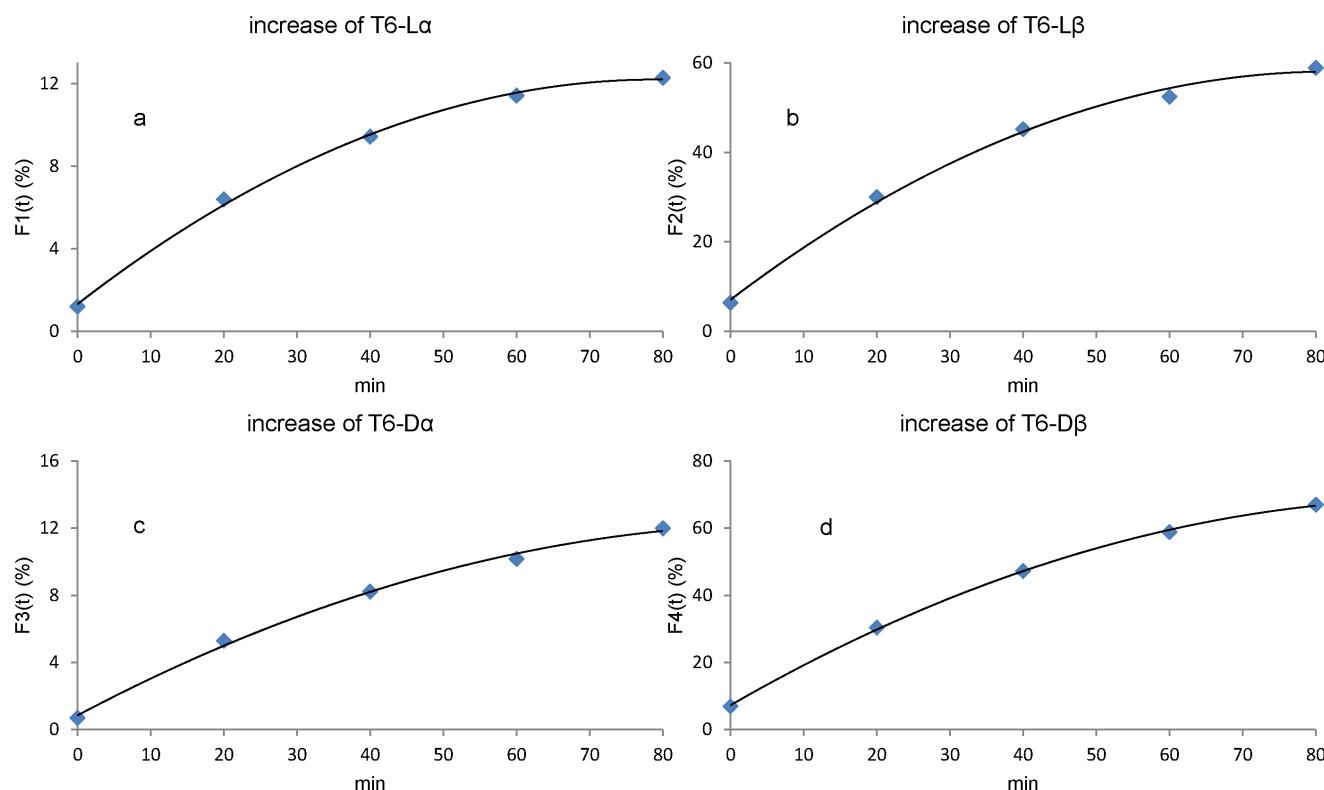 increase of T6-Lα
12
8
4
0
F1(t) (%)
a
0 10 20 30 40 50 60 70 80
min
increase of T6-Lβ
60
40
20
0
F2(t) (%)
b
0 10 20 30 40 50 60 70 80
min
increase of T6-Dα
16
12
8
4
0
F3(t) (%)
c
0 10 20 30 40 50 60 70 80
min
increase of T6-Dβ
80
60
40
20
0
F4(t) (%)
d
0 10 20 30 40 50 60 70 80
min